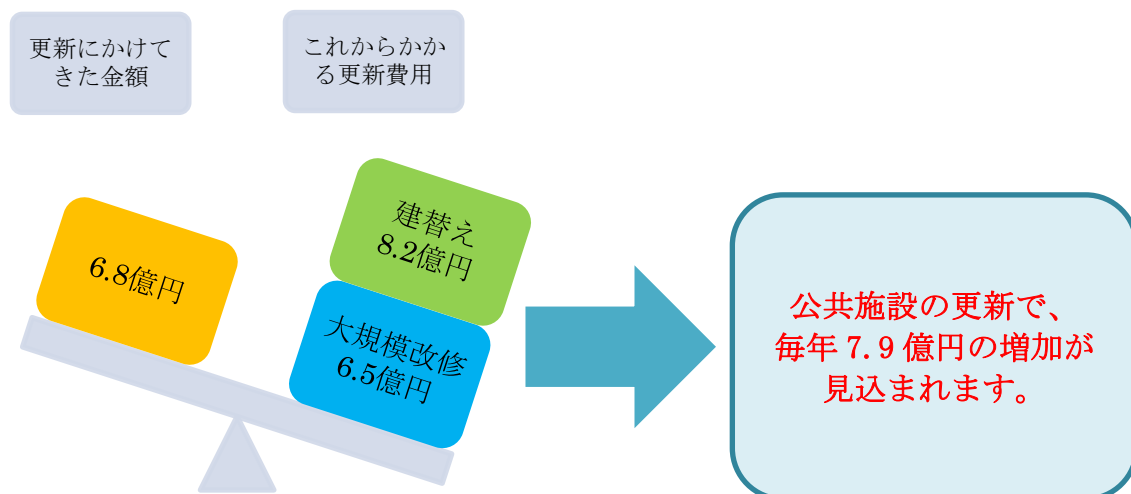 更新にかけて
きた金額
これからかか
る更新費用
6.8億円
建替え
8.2億円
大規模改修
6.5億円
公共施設の更新で、
毎年 7.9 億円の増加が
見込まれます。